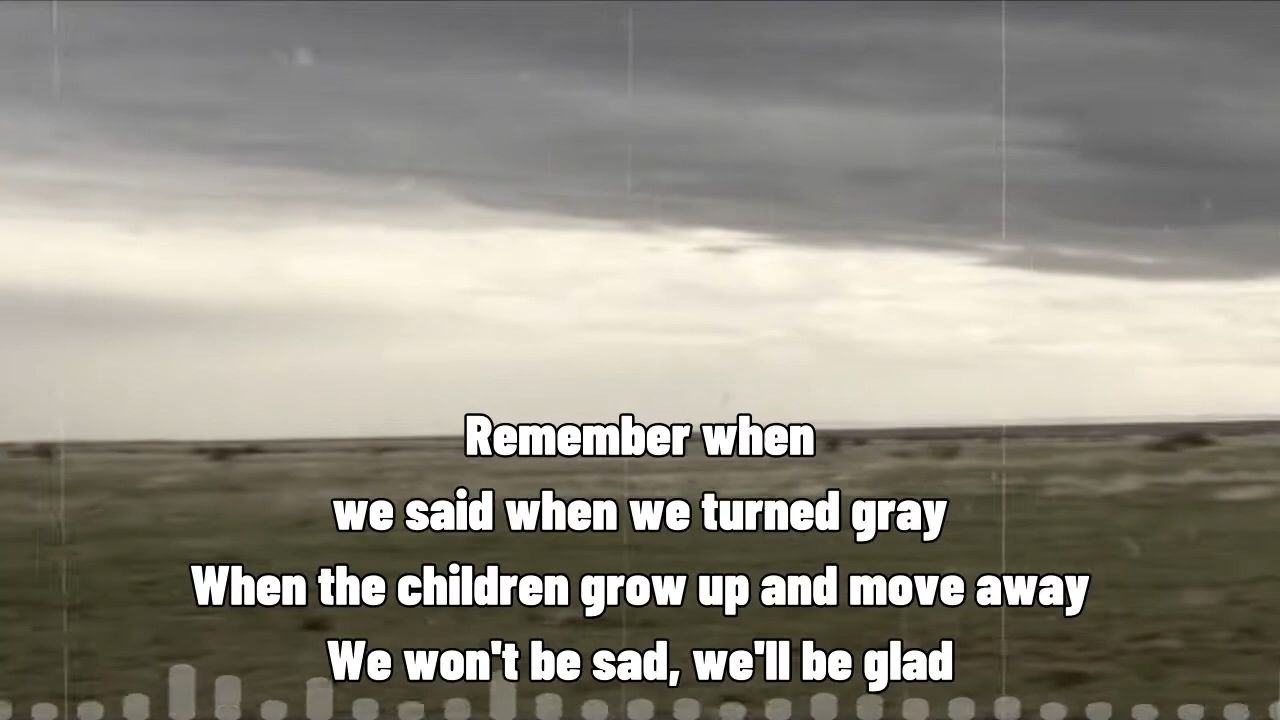 Remember when
we said when we turned gray
When the children grow up and move away
We won't be sad, we'll be glad